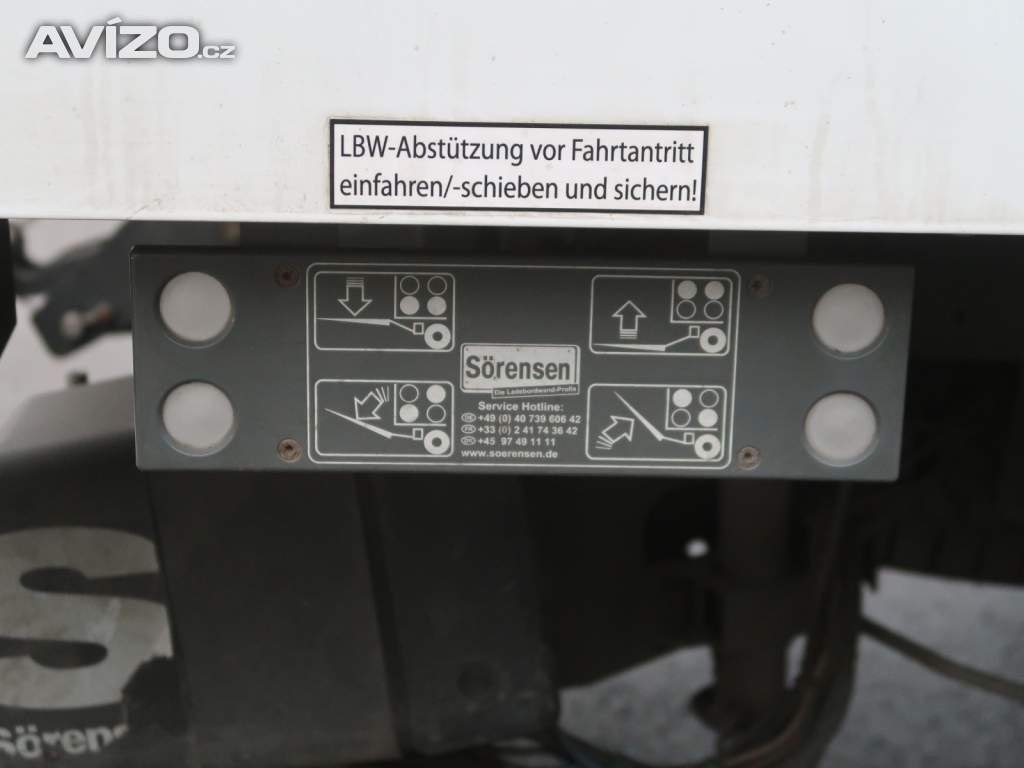 AVÍZO.cz
LBW-Abstützung vor Fahrtantritt
einfahren/-schieben und sichern!
Sörensen
Die Ladebordwand-Profis
Service Hotline:
+49 (0) 40 739 606 42
+33 (0) 2 41 74 36 42
+45 97 49 11 11
www.soerensen.de
S
Sörens